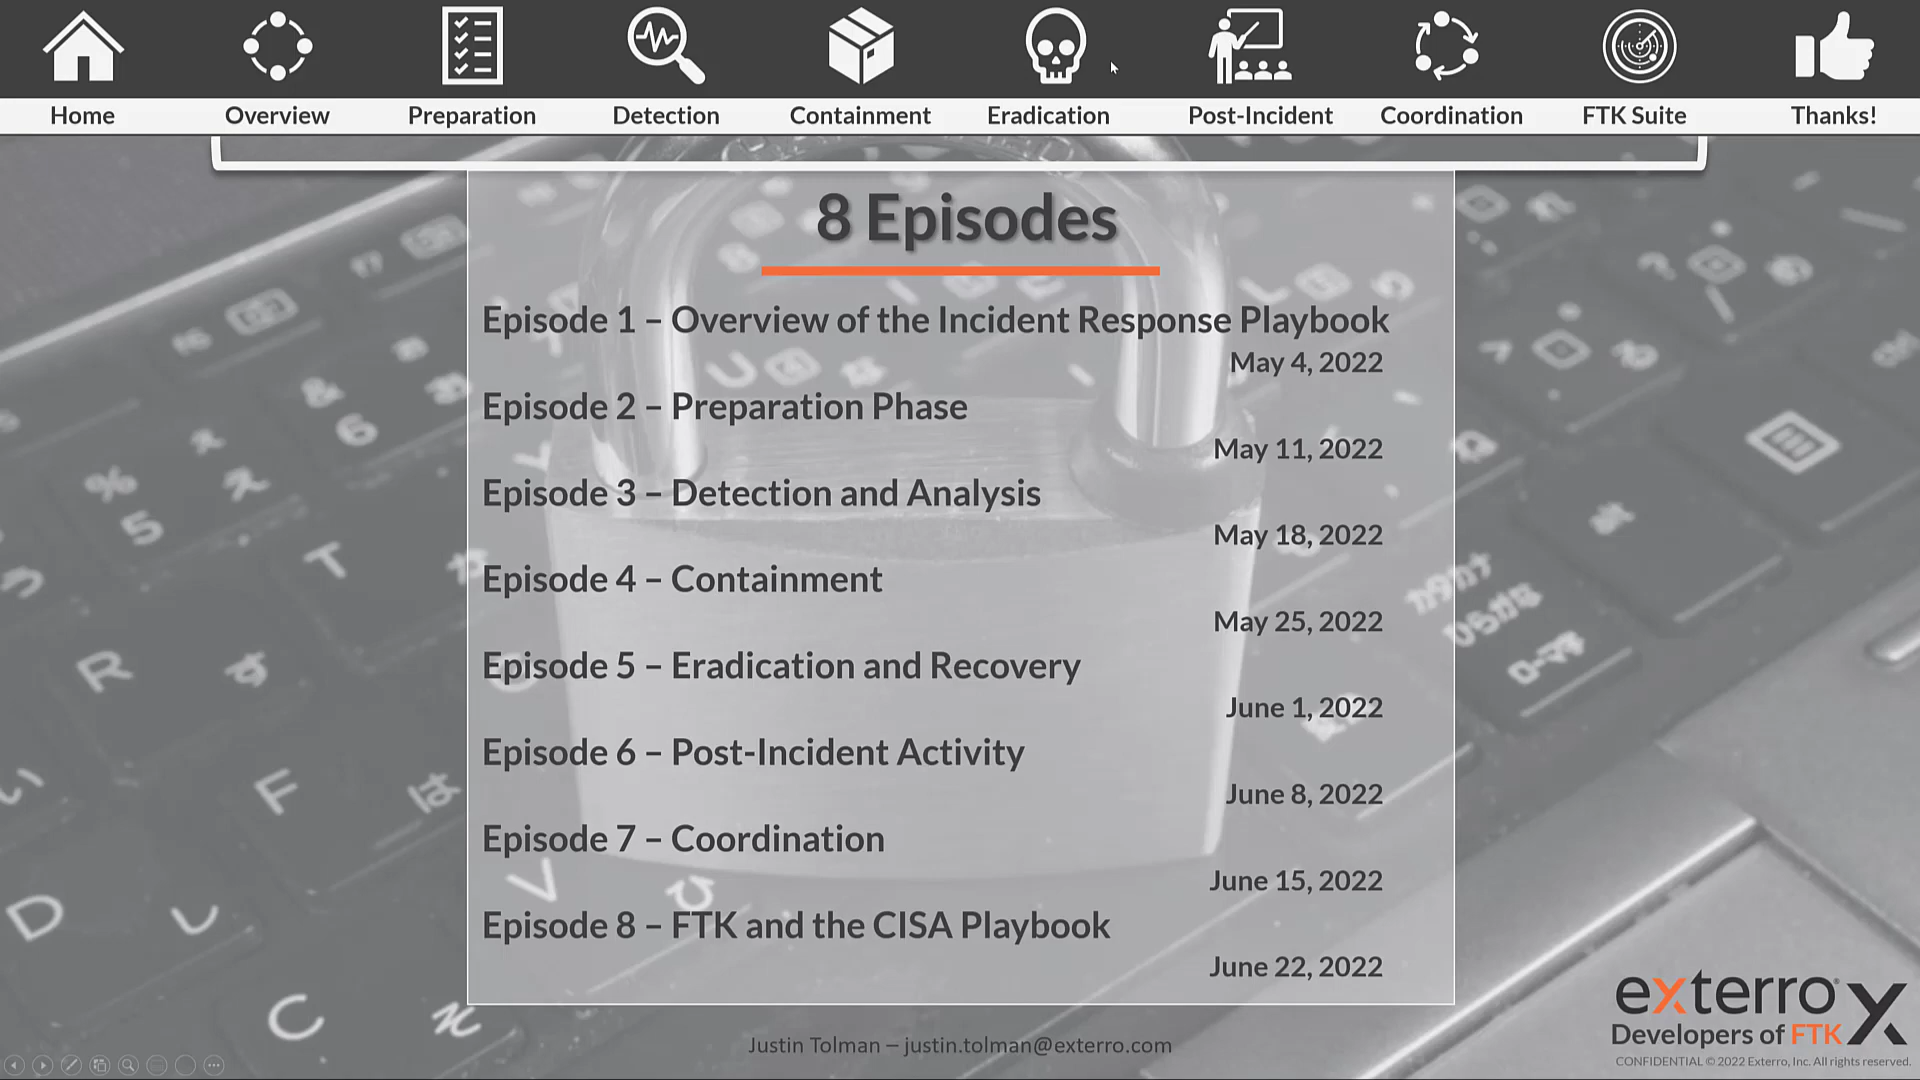 Home
Overview
Preparation
Detection
Containment
Eradication
Post-Incident
Coordination
FTK Suite
Thanks!
8 Episodes
Episode 1 – Overview of the Incident Response Playbook
May 4, 2022
Episode 2 – Preparation Phase
May 11, 2022
Episode 3 – Detection and Analysis
May 18, 2022
Episode 4 – Containment
May 25, 2022
Episode 5 – Eradication and Recovery
June 1, 2022
Episode 6 – Post-Incident Activity
June 8, 2022
Episode 7 – Coordination
June 15, 2022
Episode 8 – FTK and the CISA Playbook
June 22, 2022
Justin Tolman – justin.tolman@exterro.com
exterro®
Developers of FTK
CONFIDENTIAL © 2022 Exterro, Inc. All rights reserved.
&
6
%
5
T
R
す
F
は
い
D
C
V